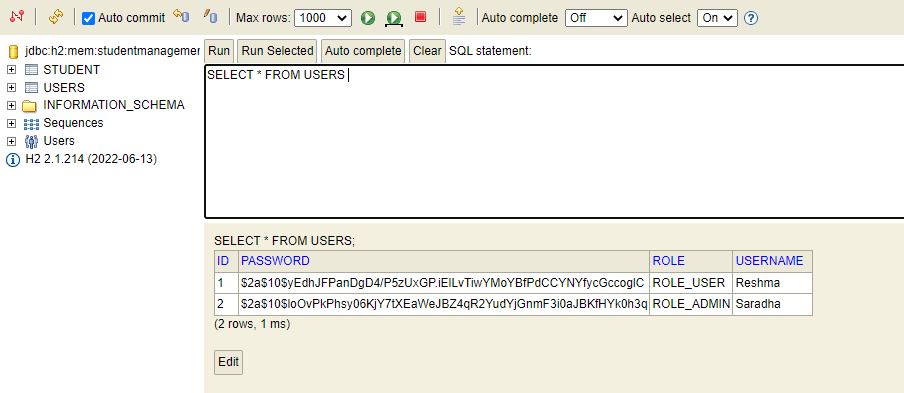 Auto commit Max rows: 1000 Auto complete Off Auto select On
jdbc:h2:mem:studentmanagemer
STUDENT
USERS
INFORMATION_SCHEMA
Sequences
Users
H2 2.1.214 (2022-06-13)
Run Run Selected Auto complete Clear SQL statement:
SELECT * FROM USERS
SELECT * FROM USERS;
ID PASSWORD ROLE USERNAME
1 $2a$10$yEdhJFPanDgD4/P5zUxGP.iElLvTiwYMoYBfPdCCYNYfycGccoglC ROLE_USER Reshma
2 $2a$10$loOvPkPhsy06KjY7tXEaWeJBZ4qR2YudYjGnmF3i0aJBKfHYk0h3q ROLE_ADMIN Saradha
(2 rows, 1 ms)
Edit